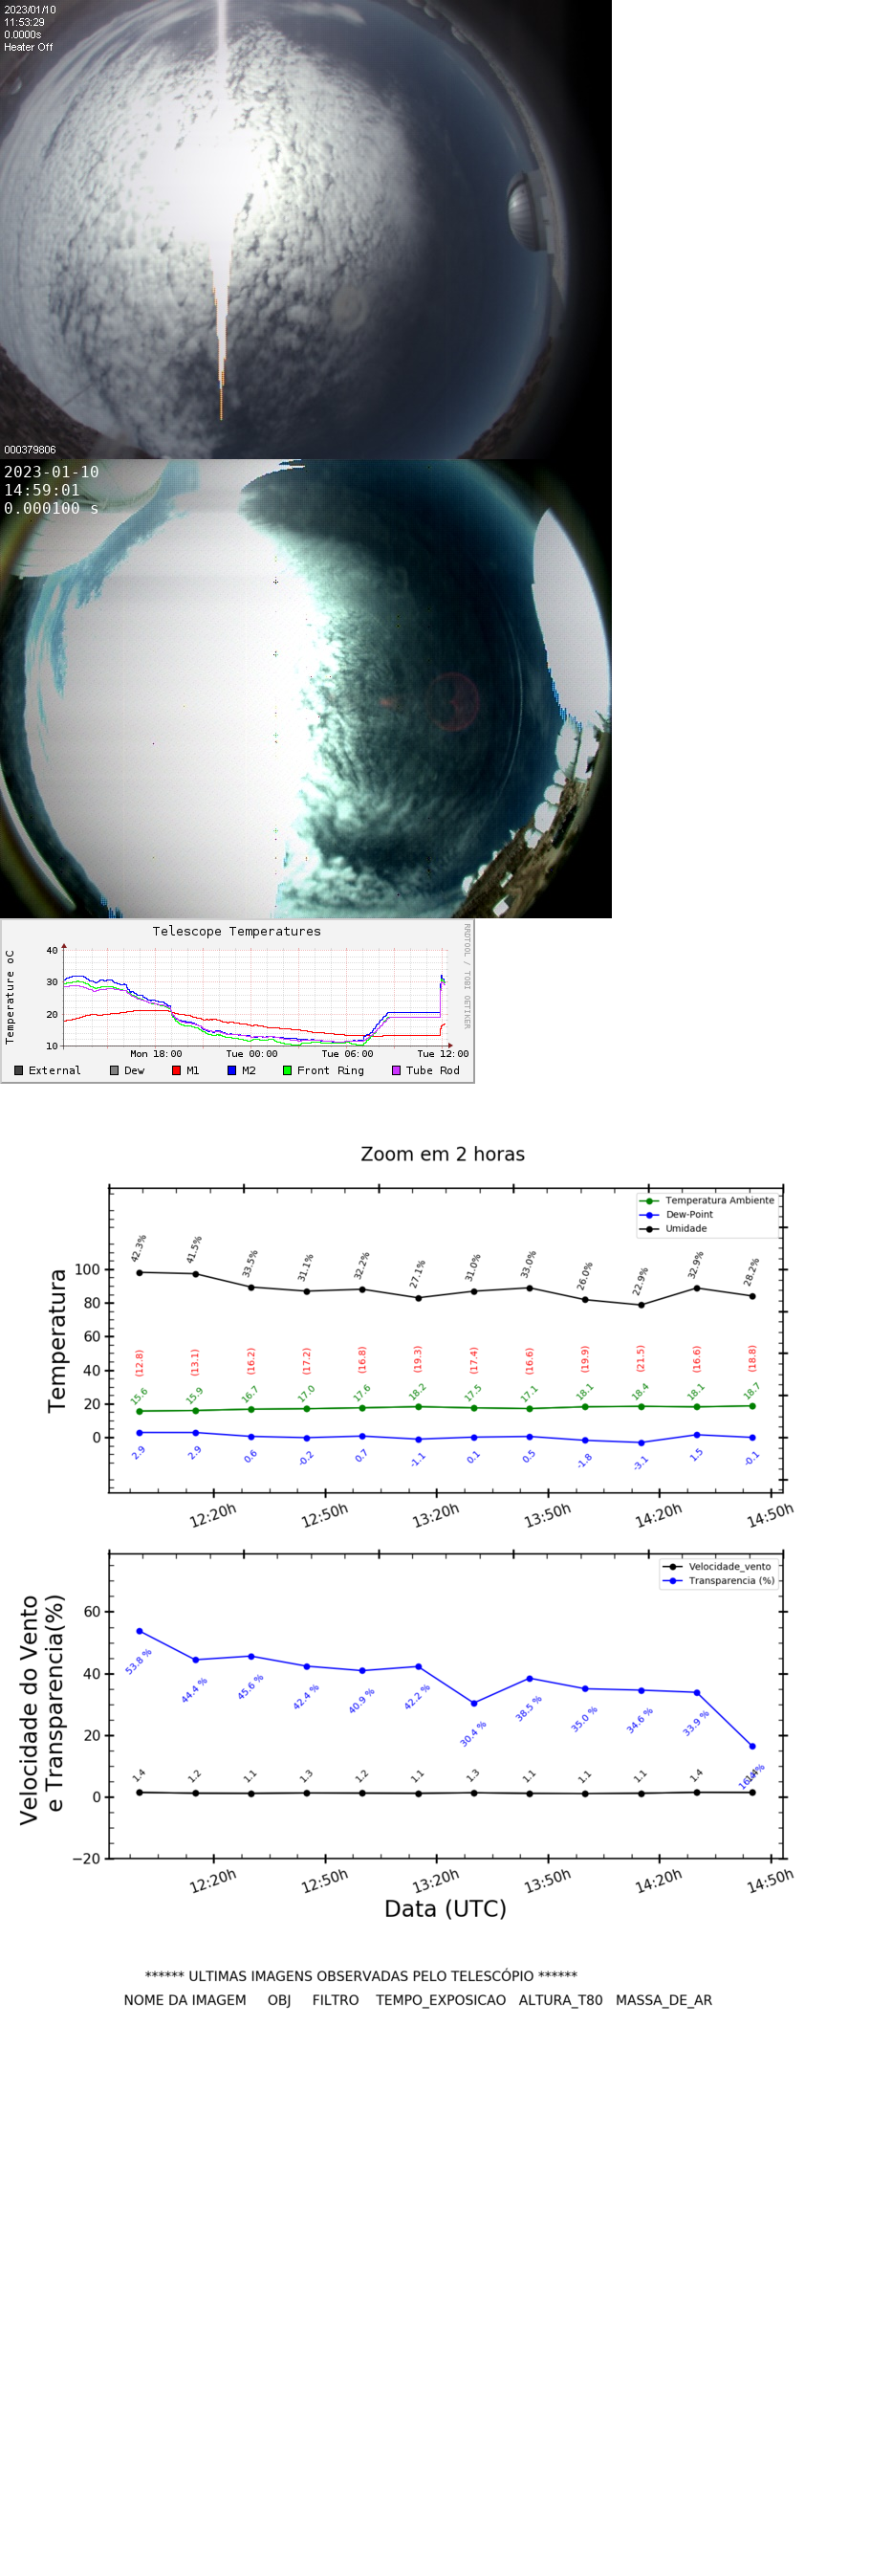 2023/01/10
11:53:29
0.0000s
Heater Off
000379806
2023-01-10
14:59:01
0.000100 s
Telescope Temperatures
RRDTOOL / TOBI OETIKER
Temperature oC
40
30
20
10
Mon 18:00 Tue 00:00 Tue 06:00 Tue 12:00
External Dew M1 M2 Front Ring Tube Rod
Zoom em 2 horas
Temperatura Ambiente
Dew-Point
Umidade
Temperatura
100
80
60
40
20
0
42.3% 41.5% 33.5% 31.1% 32.2% 27.1% 31.0% 33.0% 26.0% 22.9% 32.9% 28.2%
(12.8) (13.1) (16.2) (17.2) (16.8) (19.3) (17.4) (16.6) (19.9) (21.5) (16.6) (18.8)
15.6 15.9 16.7 17.0 17.6 18.2 17.5 17.1 18.1 18.4 18.1 18.7
2.9 2.9 0.6 -0.2 0.7 -1.1 0.1 0.5 -1.8 -3.1 1.5 -0.1
12:20h 12:50h 13:20h 13:50h 14:20h 14:50h
Velocidade_vento
Transparencia (%)
Velocidade do Vento
e Transparencia(%)
60
40
20
0
−20
53.8 % 44.4 % 45.6 % 42.4 % 40.9 % 42.2 % 30.4 % 38.5 % 35.0 % 34.6 % 33.9 %
1.4 1.2 1.1 1.3 1.2 1.1 1.3 1.1 1.1 1.1 1.4
12:20h 12:50h 13:20h 13:50h 14:20h 14:50h
Data (UTC)
****** ULTIMAS IMAGENS OBSERVADAS PELO TELESCÓPIO ******
NOME DA IMAGEM OBJ FILTRO TEMPO_EXPOSICAO ALTURA_T80 MASSA_DE_AR